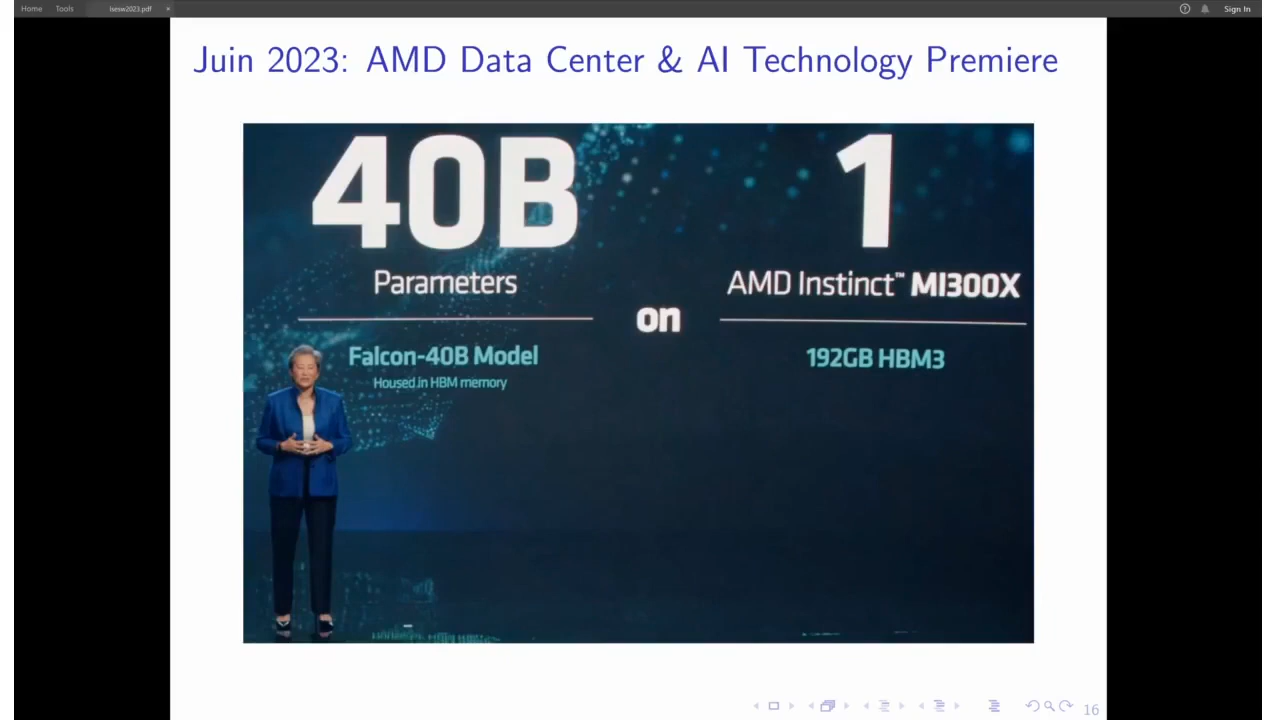 Home Tools lsesw2023.pdf × Sign In
Juin 2023: AMD Data Center & AI Technology Premiere
40B
Parameters
Falcon-40B Model
Housed in HBM memory
on
1
AMD Instinct™ MI300X
192GB HBM3
16